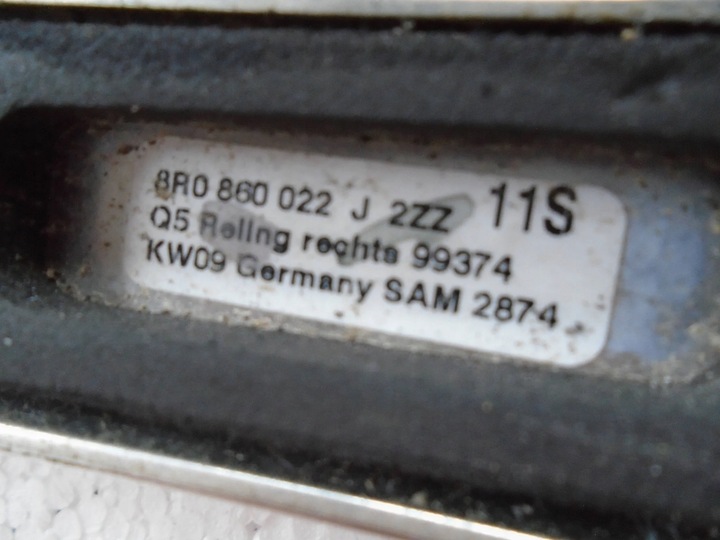 8R0 860 022 J 2ZZ 11S
Q5 Reling rechts 99374
KW09 Germany SAM 2874